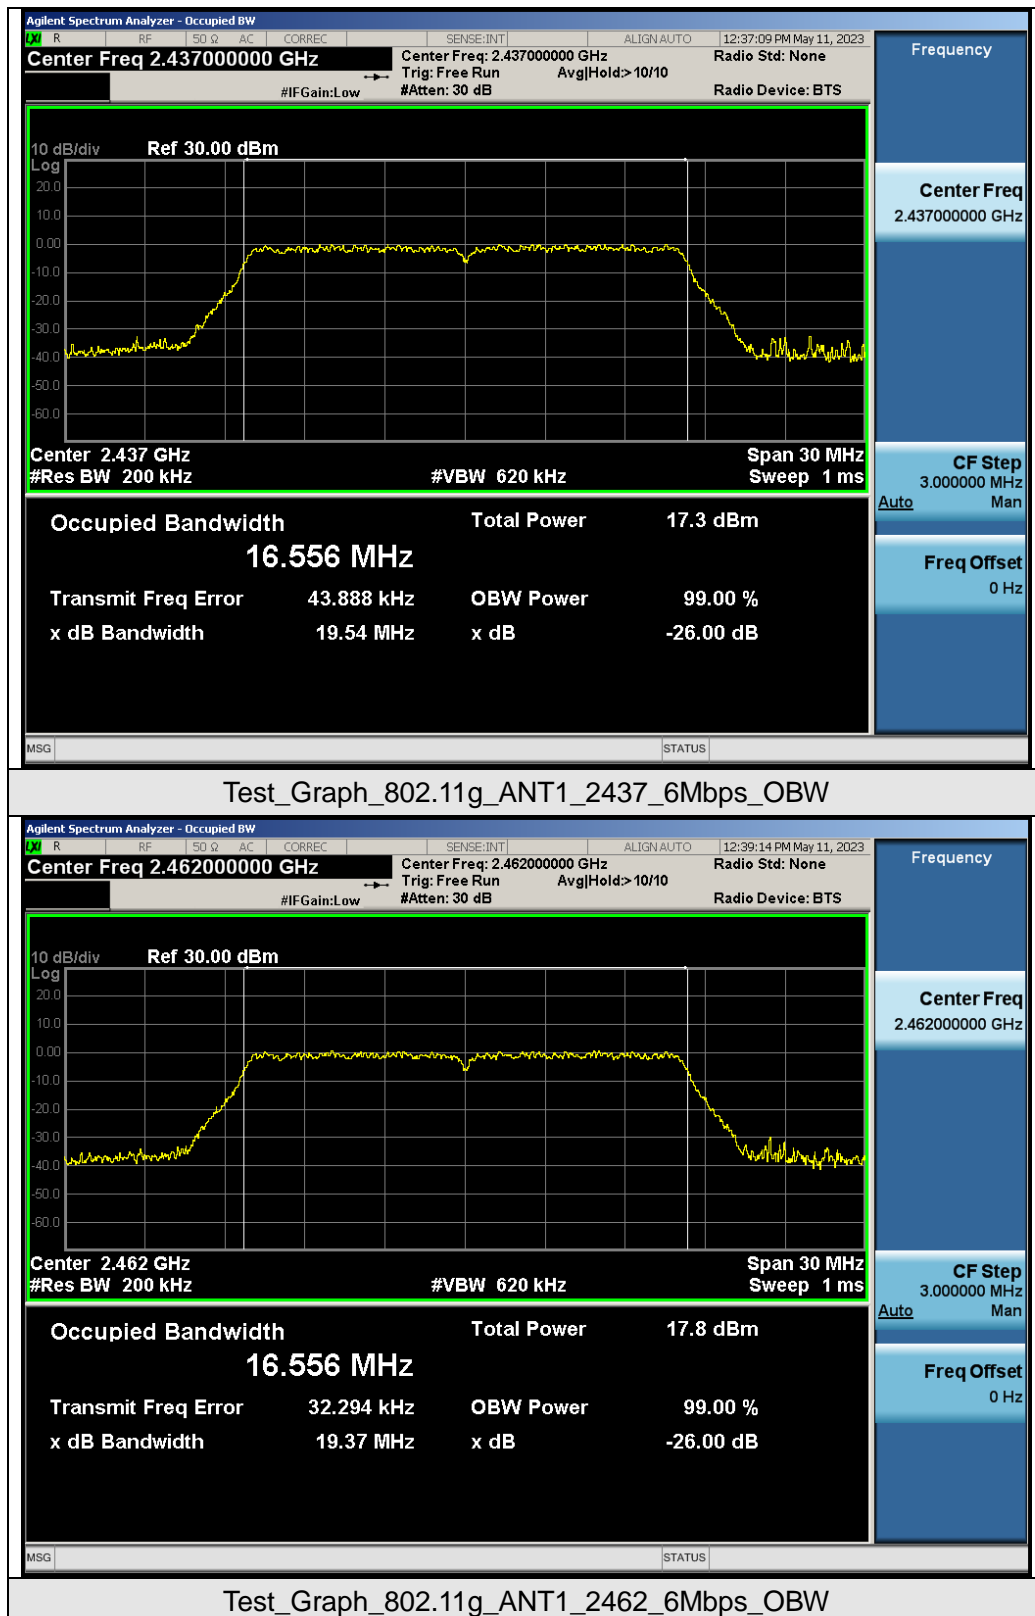 Agilent Spectrum Analyzer - Occupied BW
LXI R RF 50 Ω AC CORREC SENSE:INT ALIGN AUTO 12:37:09 PM May 11, 2023
Center Freq 2.437000000 GHz Center Freq: 2.437000000 GHz Radio Std: None Frequency
Trig: Free Run Avg|Hold:> 10/10
#IFGain:Low #Atten: 30 dB Radio Device: BTS
10 dB/div Ref 30.00 dBm
Log
20.0
10.0
0.00
-10.0
-20.0
-30.0
-40.0
-50.0
-60.0
Center 2.437 GHz Span 30 MHz
#Res BW 200 kHz #VBW 620 kHz Sweep 1 ms
Center Freq
2.437000000 GHz
CF Step
3.000000 MHz
Auto Man
Freq Offset
0 Hz
Occupied Bandwidth Total Power 17.3 dBm
16.556 MHz
Transmit Freq Error 43.888 kHz OBW Power 99.00 %
x dB Bandwidth 19.54 MHz x dB -26.00 dB
MSG STATUS
Test_Graph_802.11g_ANT1_2437_6Mbps_OBW
Agilent Spectrum Analyzer - Occupied BW
LXI R RF 50 Ω AC CORREC SENSE:INT ALIGN AUTO 12:39:14 PM May 11, 2023
Center Freq 2.462000000 GHz Center Freq: 2.462000000 GHz Radio Std: None Frequency
Trig: Free Run Avg|Hold:> 10/10
#IFGain:Low #Atten: 30 dB Radio Device: BTS
10 dB/div Ref 30.00 dBm
Log
20.0
10.0
0.00
-10.0
-20.0
-30.0
-40.0
-50.0
-60.0
Center 2.462 GHz Span 30 MHz
#Res BW 200 kHz #VBW 620 kHz Sweep 1 ms
Center Freq
2.462000000 GHz
CF Step
3.000000 MHz
Auto Man
Freq Offset
0 Hz
Occupied Bandwidth Total Power 17.8 dBm
16.556 MHz
Transmit Freq Error 32.294 kHz OBW Power 99.00 %
x dB Bandwidth 19.37 MHz x dB -26.00 dB
MSG STATUS
Test_Graph_802.11g_ANT1_2462_6Mbps_OBW